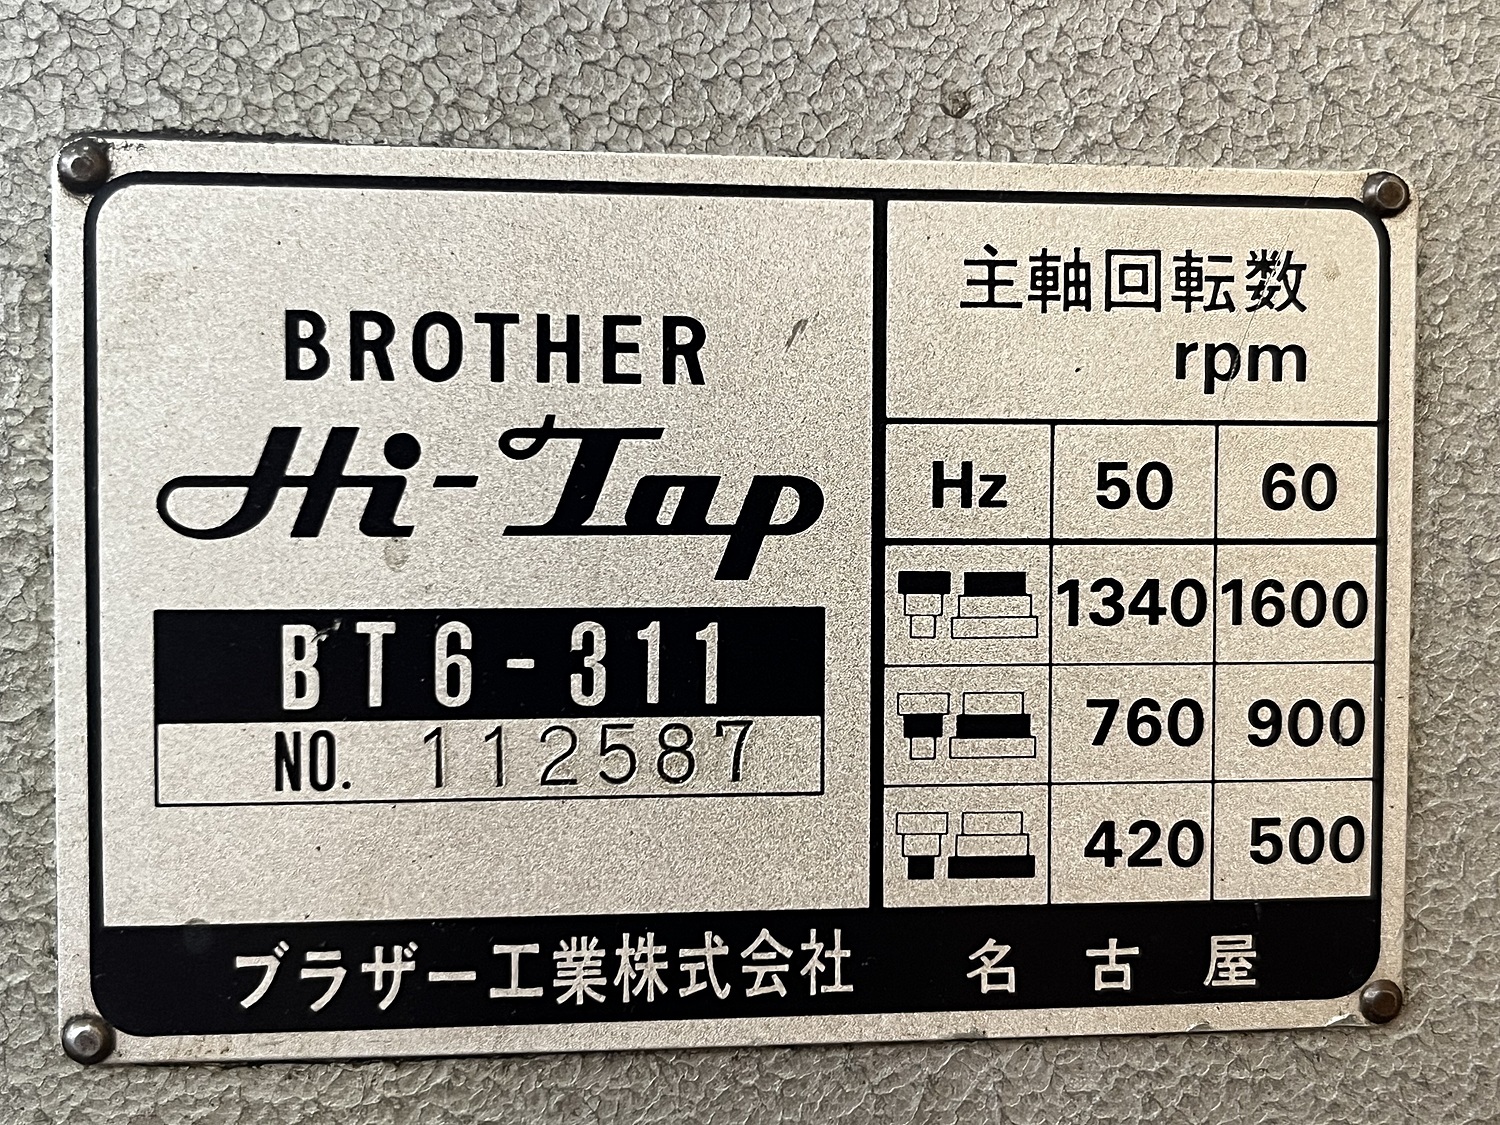 BROTHER
Hi-Tap
BT6-311
NO. 112587
主軸回転数
rpm
Hz 50 60
1340 1600
760 900
420 500
ブラザー工業株式会社 名古屋